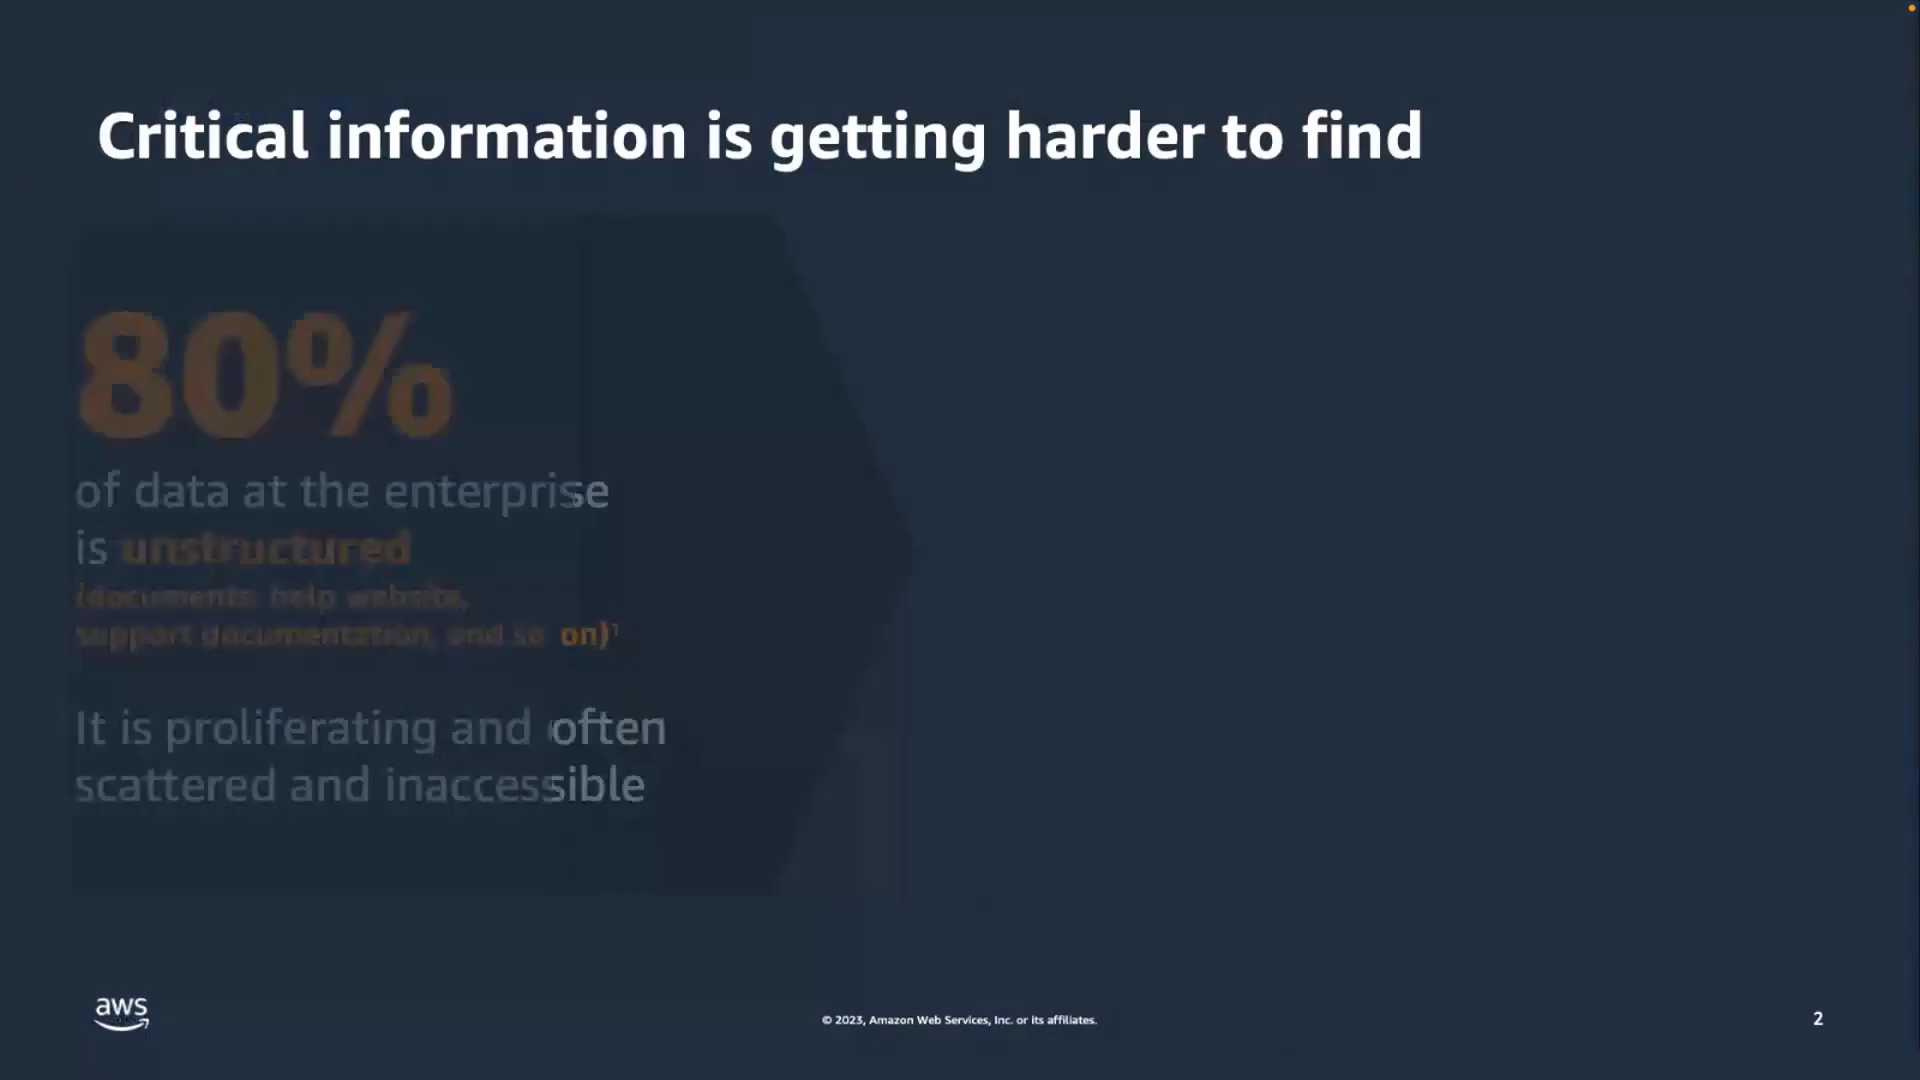 Critical information is getting harder to find
80%
of data at the enterprise
is unstructured
(documents, help website,
support documentation, and so on)¹
It is proliferating and often
scattered and inaccessible
aws
© 2023, Amazon Web Services, Inc. or its affiliates.
2